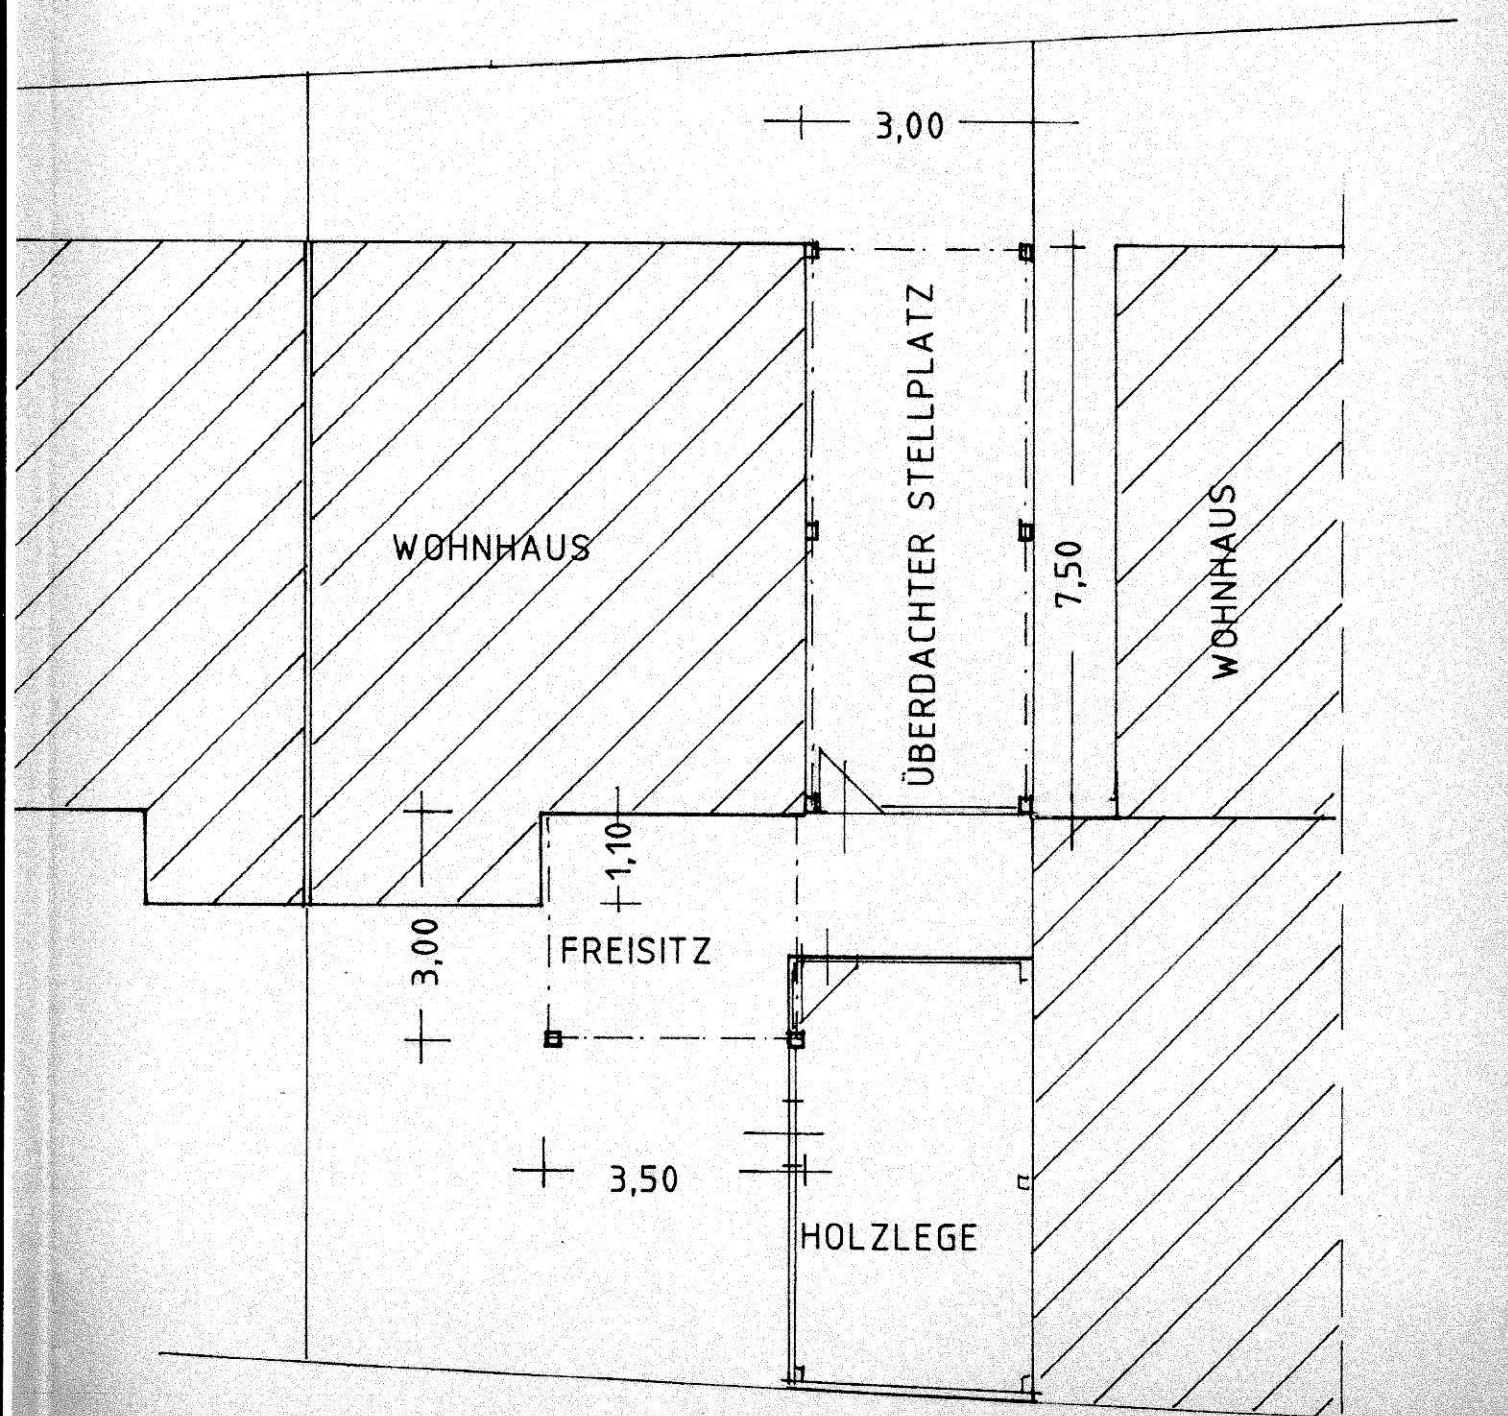 3,00
WOHNHAUS
ÜBERDACHTER STELLPLATZ
7,50
WOHNHAUS
1,10
3,00
FREISITZ
3,50
HOLZLEGE